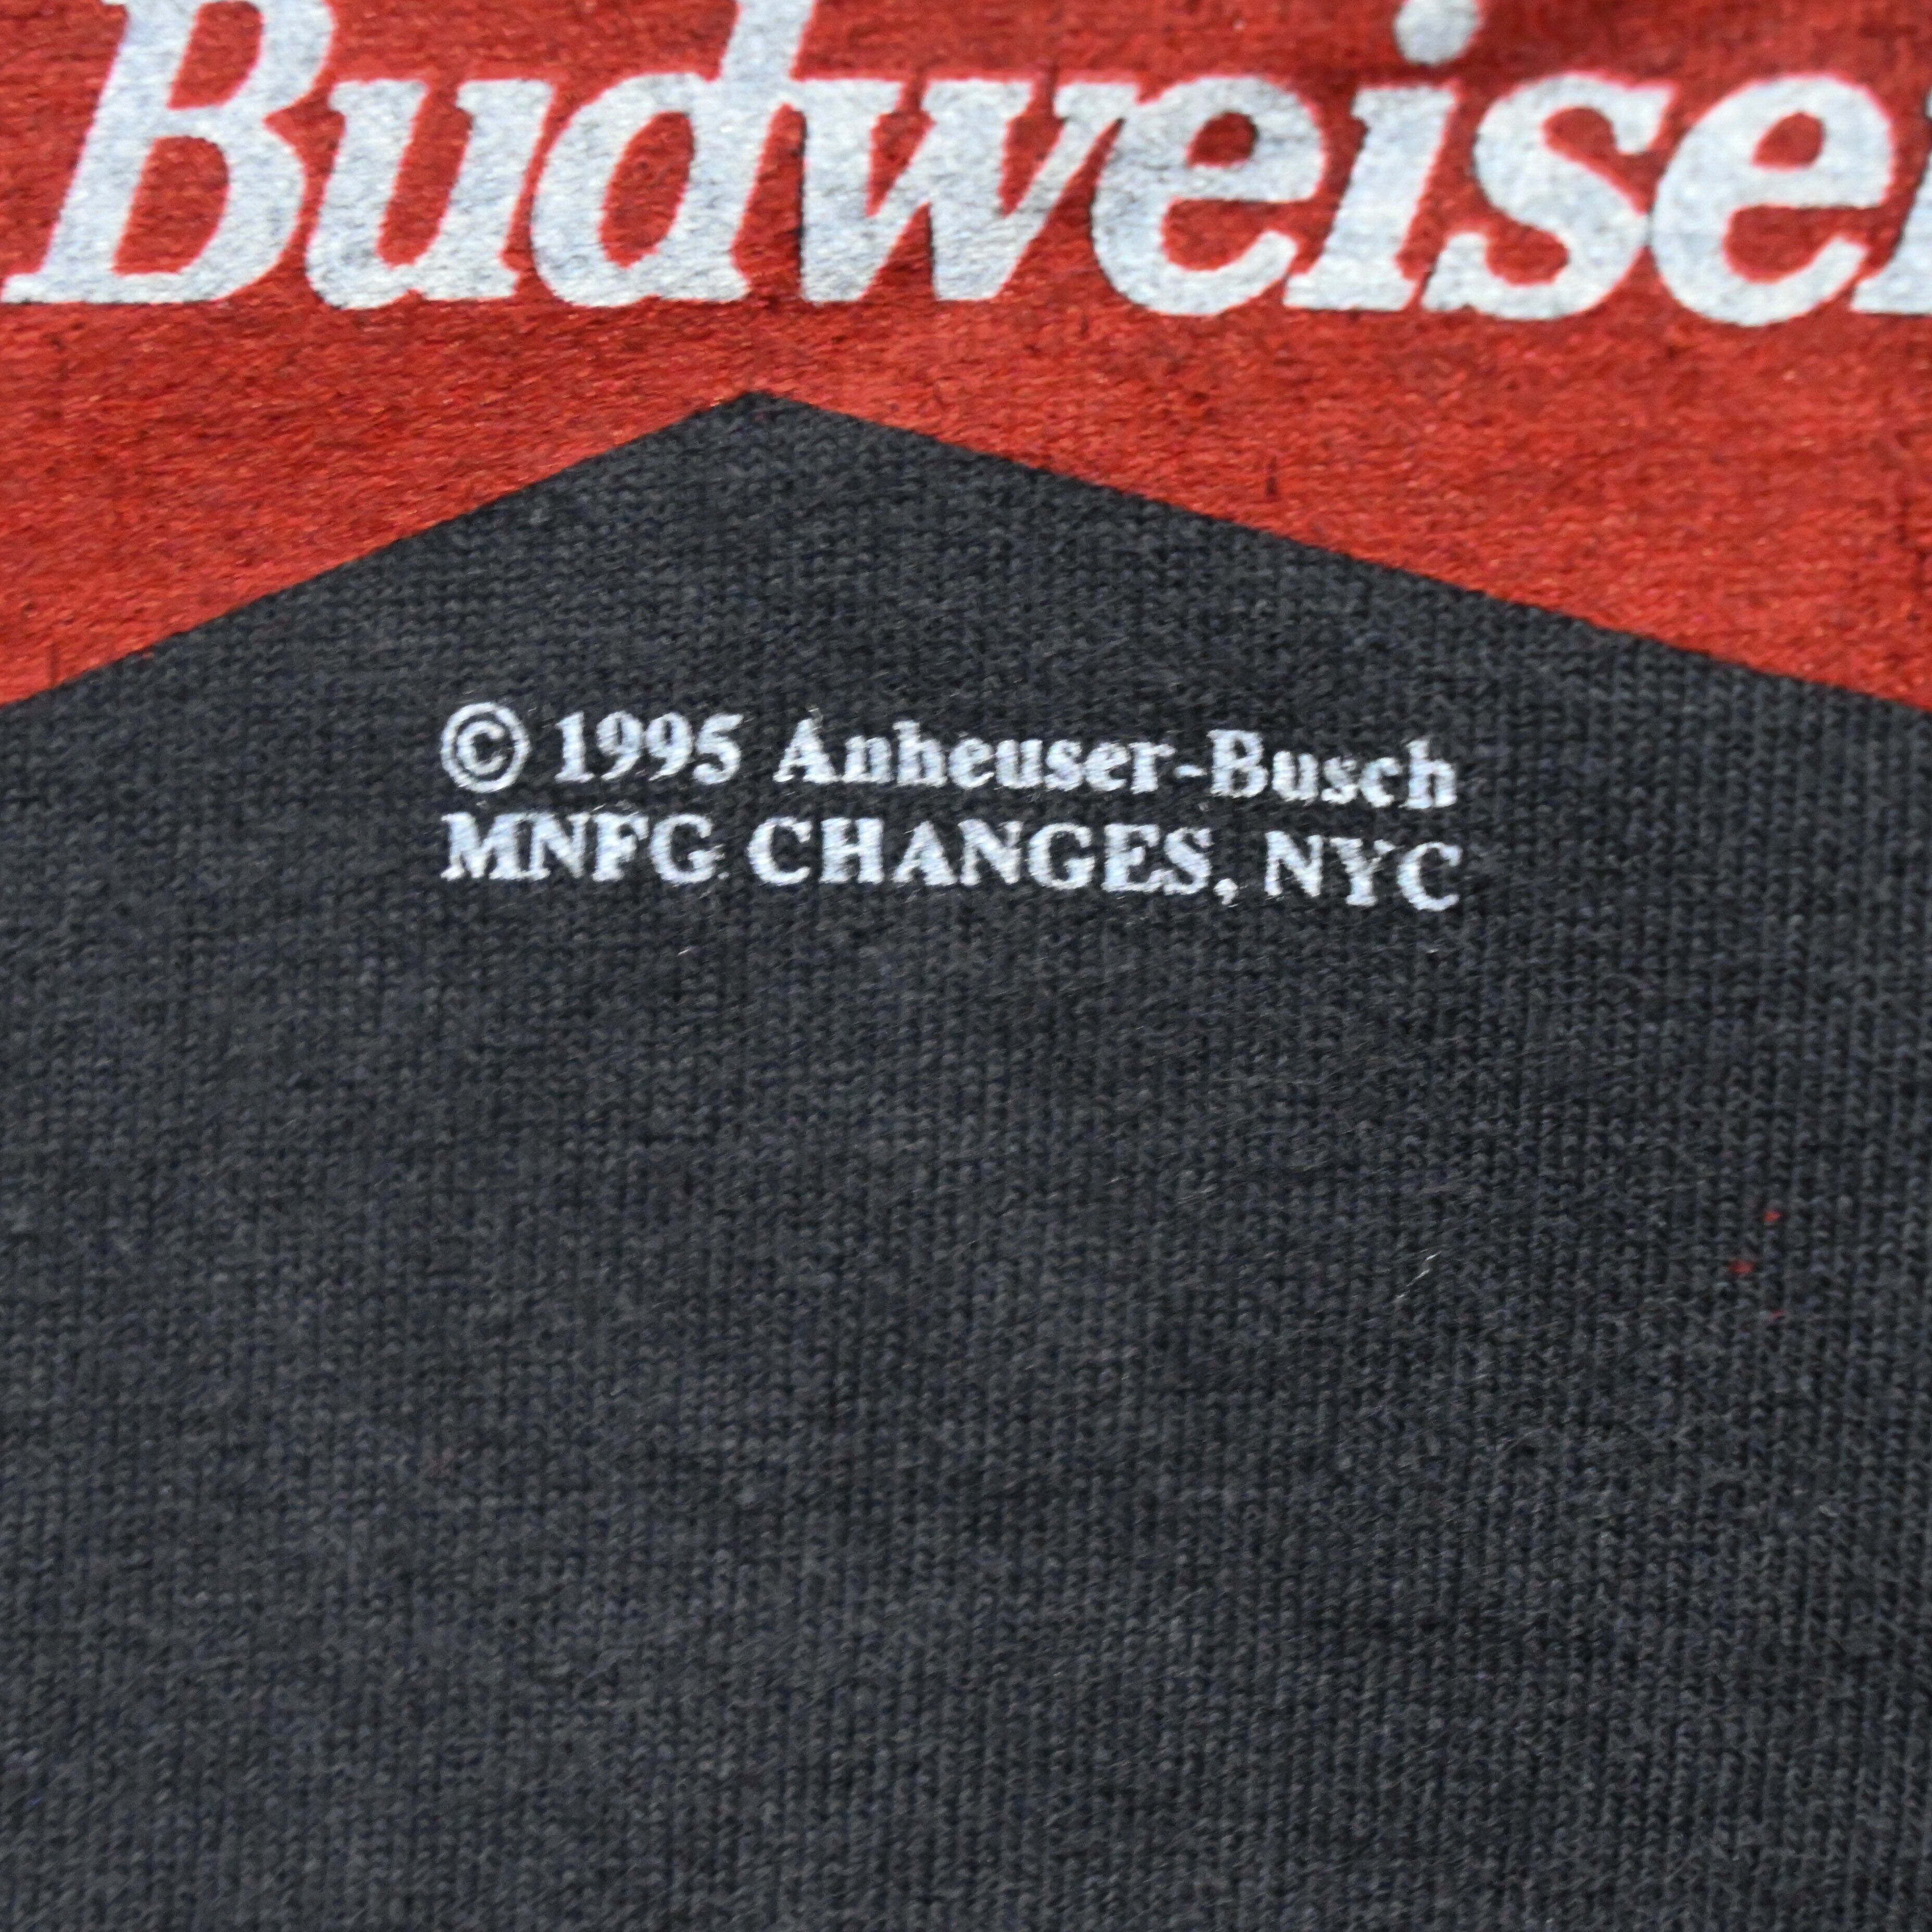 Budweiser
© 1995 Anheuser-Busch
MNFG CHANGES, NYC